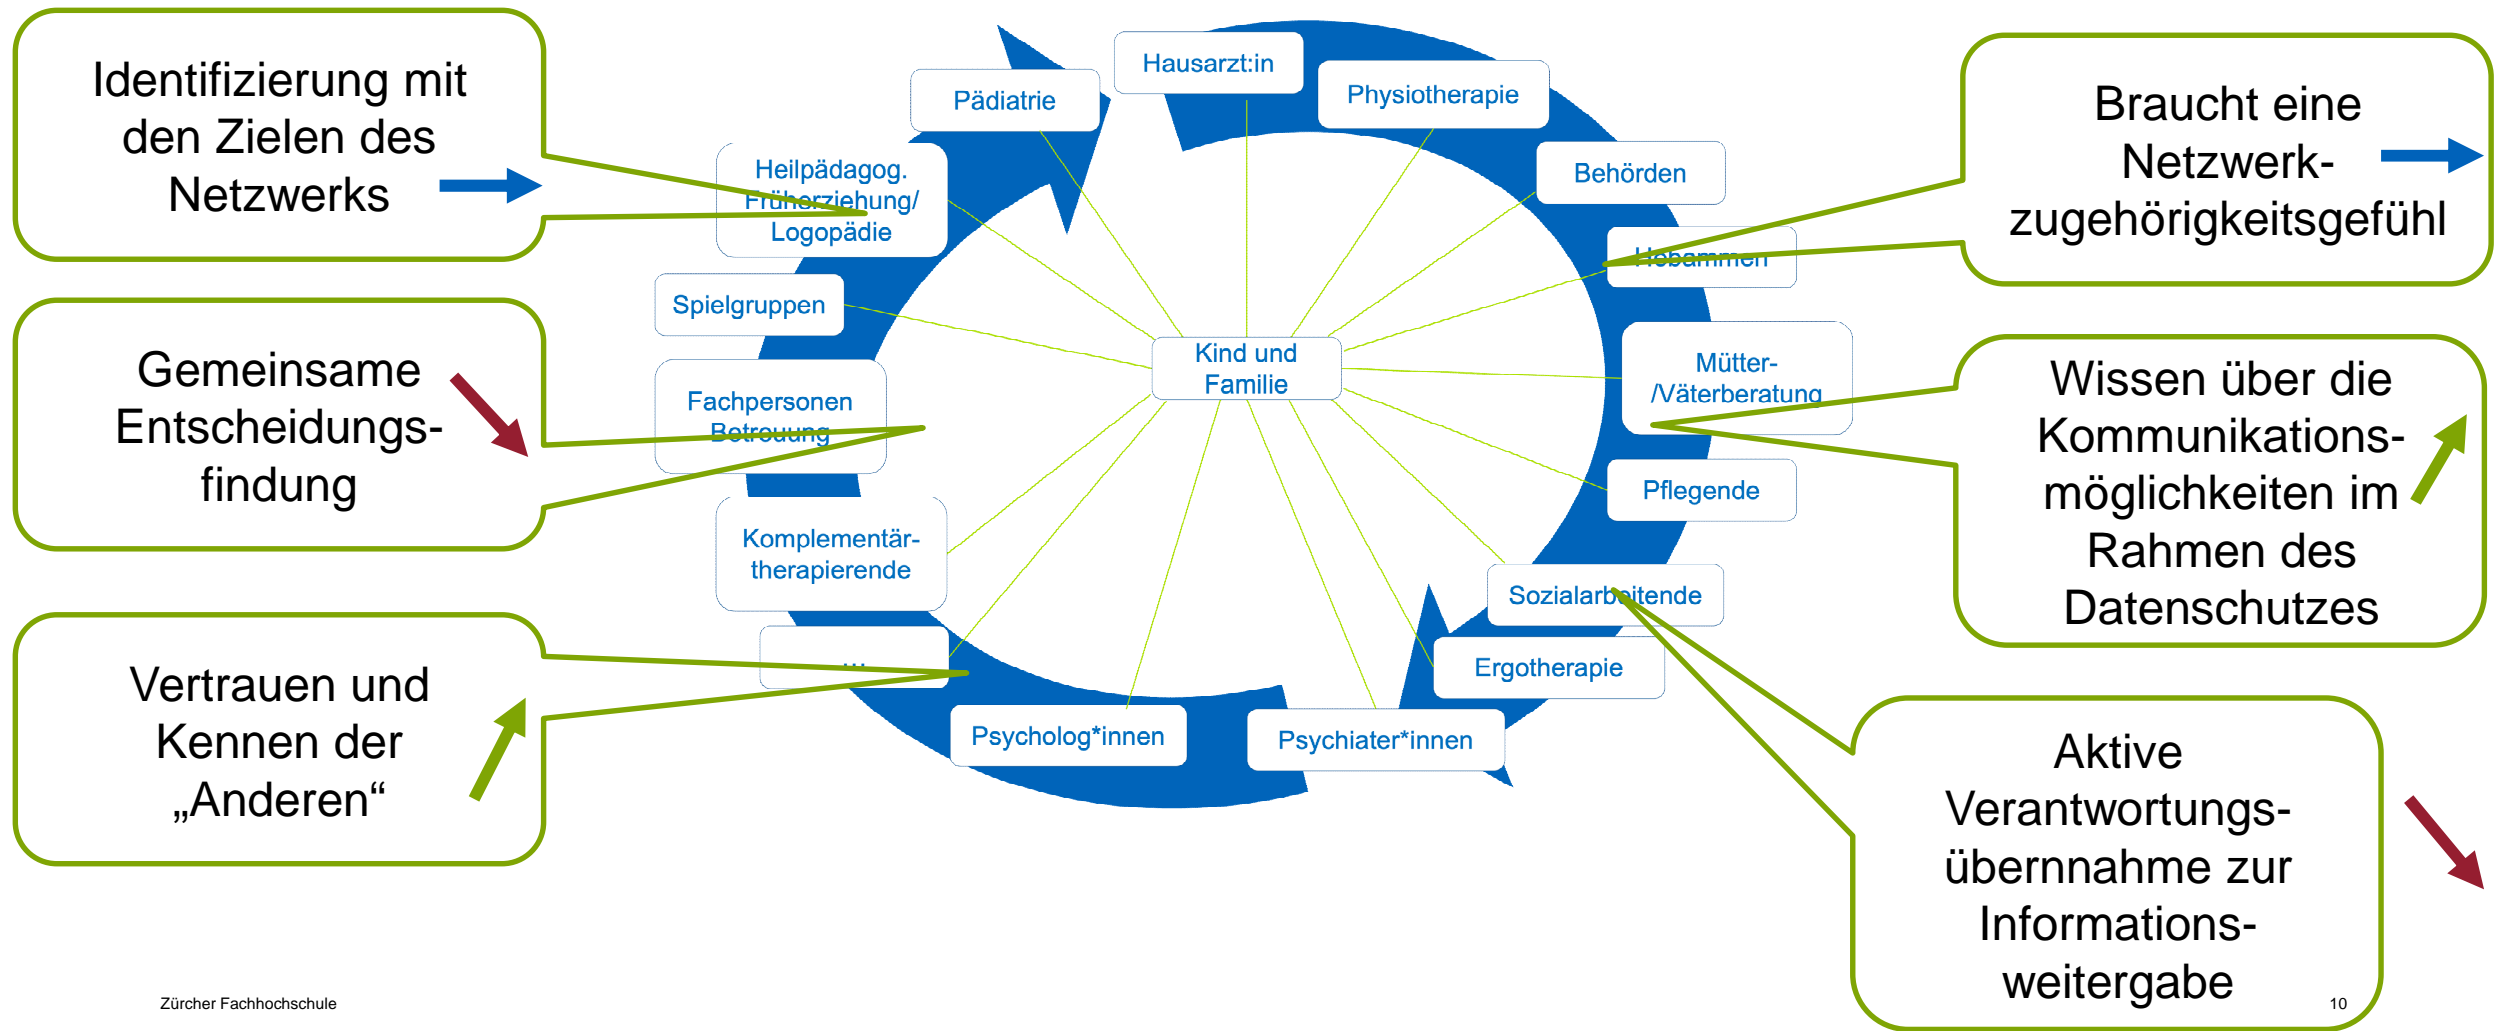 Identifizierung mit
den Zielen des
Netzwerks
Gemeinsame
Entscheidungs-
findung
Vertrauen und
Kennen der
„Anderen“
Pädiatrie
Hausarzt:in
Physiotherapie
Behörden
Hebammen
Mütter-
/Väterberatung
Pflegende
Sozialarbeitende
Ergotherapie
Psychiater*innen
Psycholog*innen
...
Komplementär-
therapierende
Fachpersonen
Betreuung
Spielgruppen
Heilpädagog.
Früherziehung/
Logopädie
Kind und
Familie
Braucht eine
Netzwerk-
zugehörigkeitsgefühl
Wissen über die
Kommunikations-
möglichkeiten im
Rahmen des
Datenschutzes
Aktive
Verantwortungs-
übernnahme zur
Informations-
weitergabe
Zürcher Fachhochschule
10